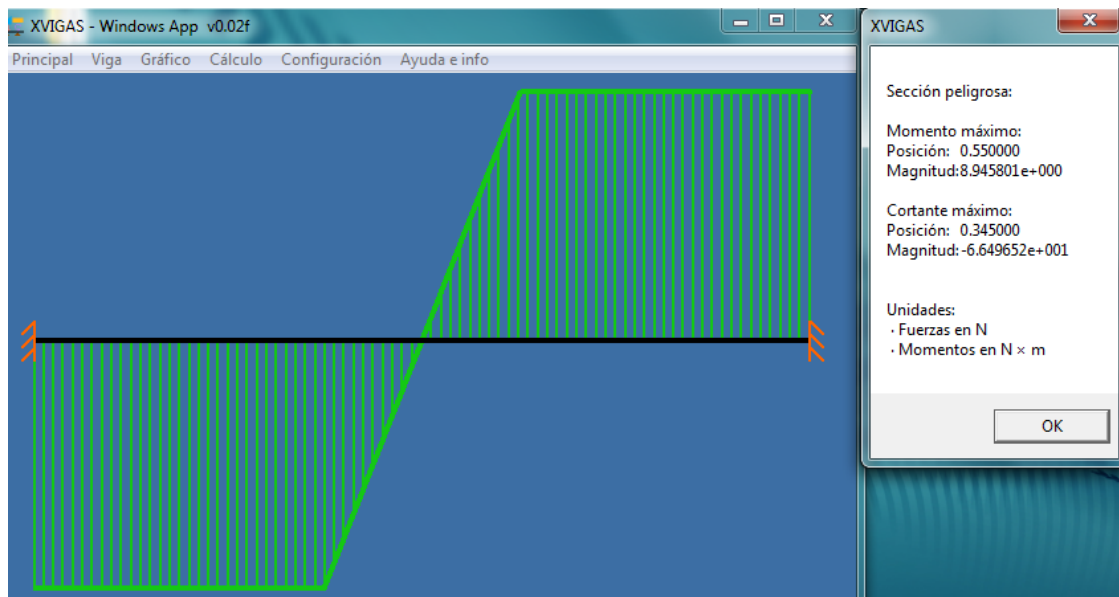 XVIGAS - Windows App v0.02f
Principal Viga Gráfico Cálculo Configuración Ayuda e info
XVIGAS
Sección peligrosa:
Momento máximo:
Posición: 0.550000
Magnitud:8.945801e+000
Cortante máximo:
Posición: 0.345000
Magnitud:-6.649652e+001
Unidades:
· Fuerzas en N
· Momentos en N × m
OK